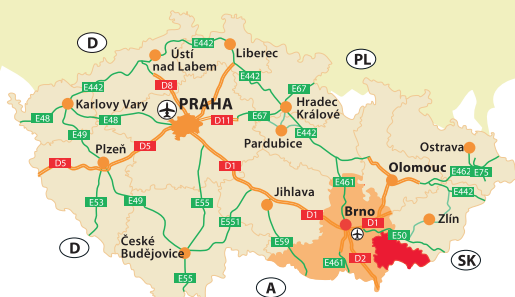 D
E442
Liberec
Ústí
nad Labem
PL
E442
E442
D8
E67
Karlovy Vary
PRAHA
Hradec
Králové
E48
E48
D11
E67
E49
E442
Pardubice
Ostrava
Plzeň
D5
D5
D1
Olomouc
E462
E75
E461
E442
Jihlava
E53
E49
E55
E551
D1
Brno
D1
Zlín
D
České
Budějovice
E59
E50
E461
D2
SK
E55
A